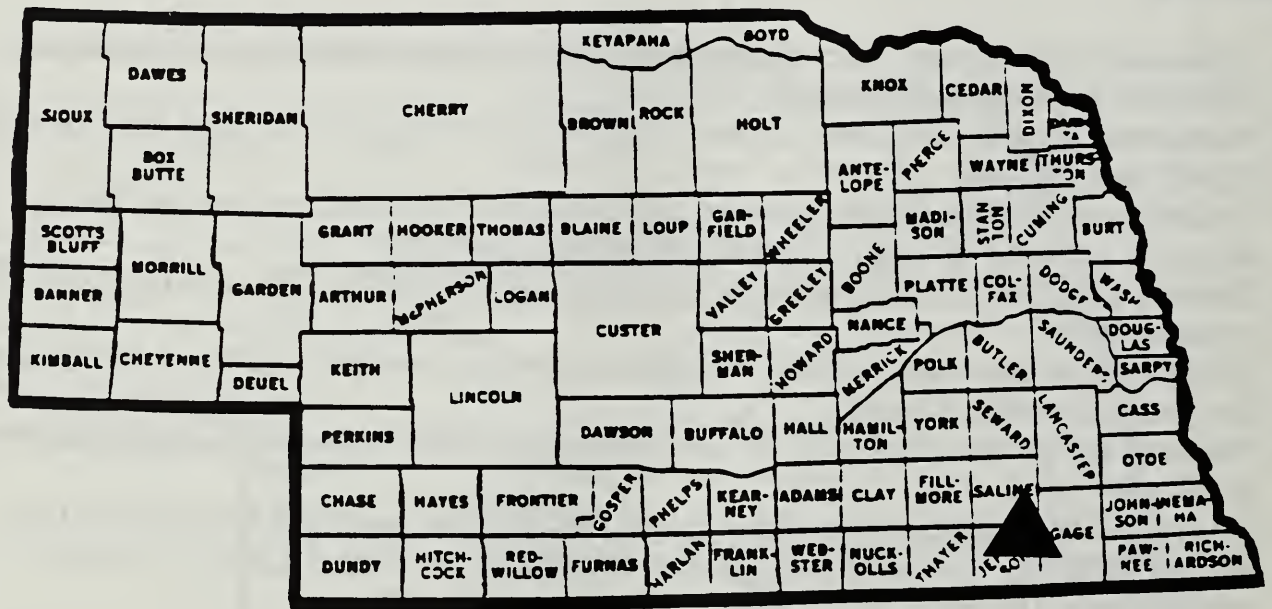 KEYAPAHA
BOYD
DAWES
SIOUX
SHERIDAN
CHERRY
BROWN
ROCK
HOLT
KNOX
CEDAR
DIXON
BOX
BUTTE
ANTE-
LOPE
PIERCE
WAYNE
THURS-
TON
SCOTTS
BLUFF
MORRILL
GRANT
HOOKER
THOMAS
BLAINE
LOUP
GAR-
FIELD
WHEELER
MADI-
SON
STAN
TON
CUMING
BURT
BANNER
GARDEN
ARTHUR
McPHERSON
LOGAN
CUSTER
VALLEY
GREELEY
BOONE
PLATTE
COL-
FAX
DODGE
WASH
KIMBALL
CHEYENNE
DEUEL
KEITH
LINCOLN
SHER-
MAN
HOWARD
NANCE
MERRICK
POLK
BUTLER
SAUNDERS
DOUG-
LAS
SARPY
PERKINS
DAWSON
BUFFALO
HALL
HAMIL-
TON
YORK
SEWARD
LANCASTER
CASS
OTOE
CHASE
HAYES
FRONTIER
GOSPER
PHELPS
KEAR-
NEY
ADAMS
CLAY
FILL-
MORE
SALINE
GAGE
JOHN-
SON
NEMA-
HA
DUNDY
HITCH-
COCK
RED-
WILLOW
FURNAS
HARLAN
FRANK-
LIN
WEB-
STER
NUCK-
OLLS
THAYER
PAW-
NEE
RICH-
ARDSON